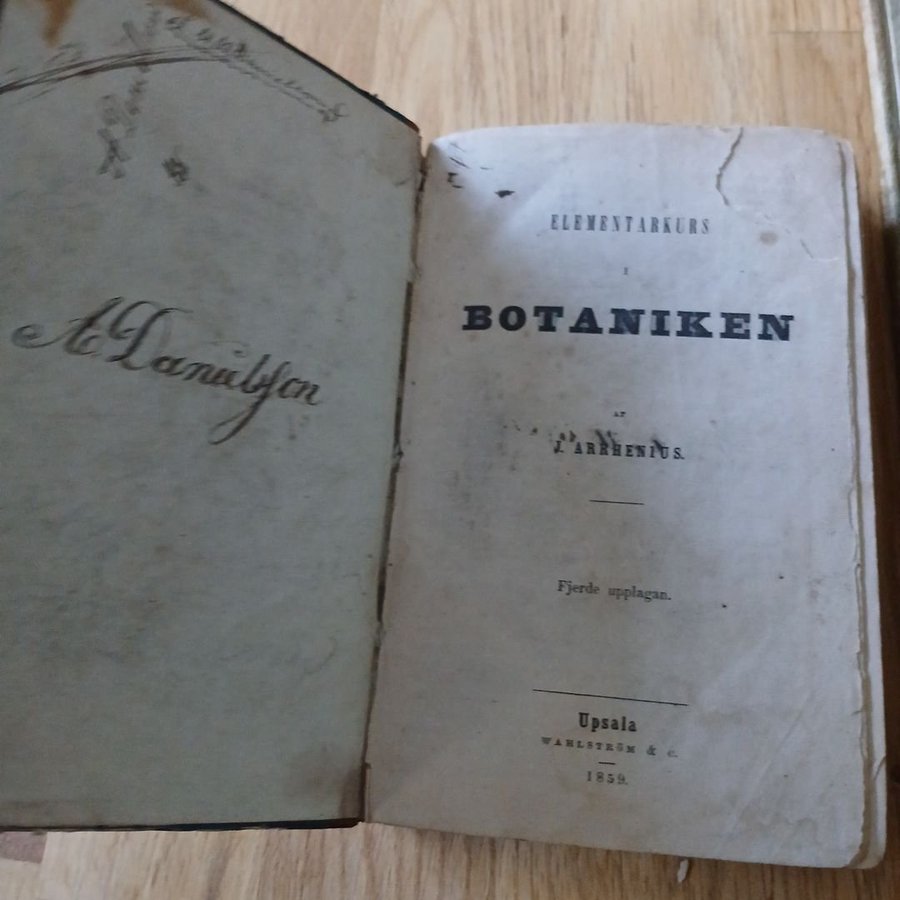 A Danielsson
ELEMENTARKURS
I
BOTANIKEN
AF
J. ARRHENIUS.
Fjerde upplagan.
Upsala
WAHLSTRÖM & C.
1859.